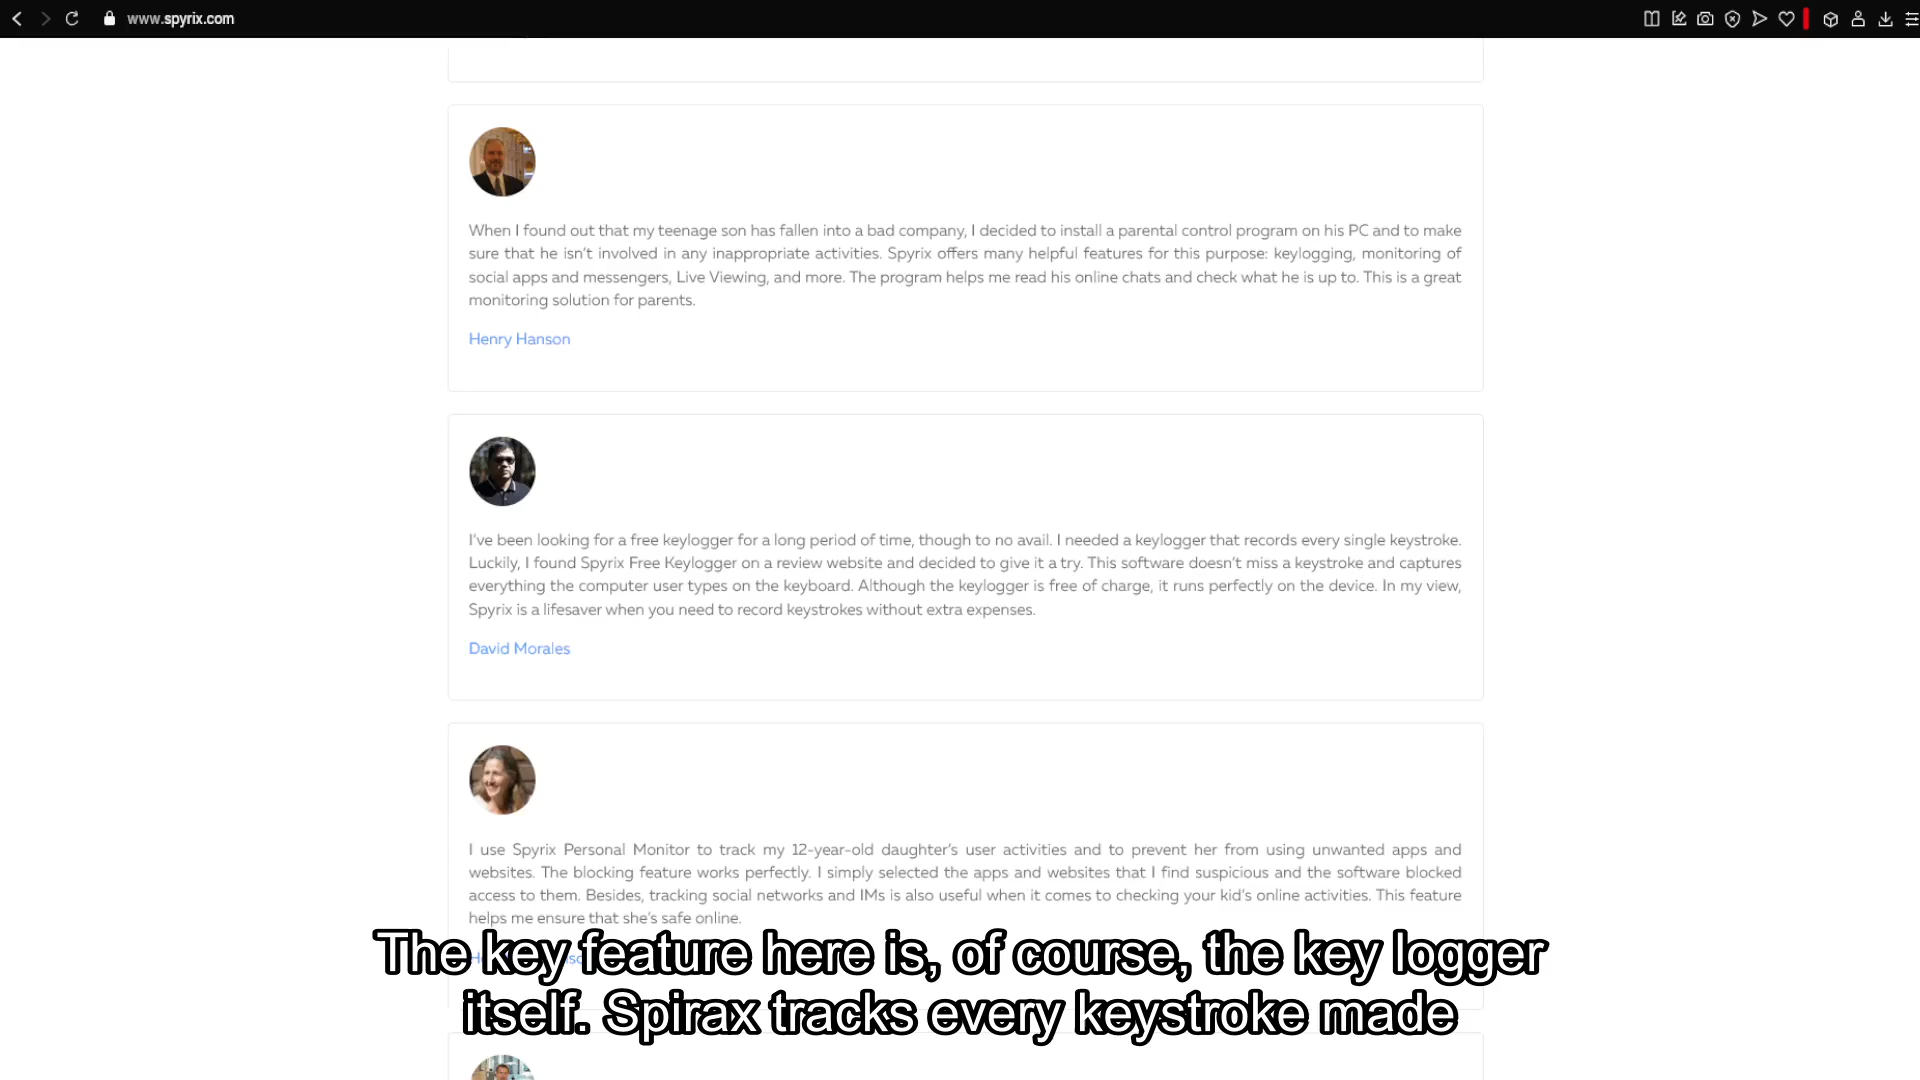 www.spyrix.com
When I found out that my teenage son has fallen into a bad company, I decided to install a parental control program on his PC and to make
sure that he isn't involved in any inappropriate activities. Spyrix offers many helpful features for this purpose: keylogging, monitoring of
social apps and messengers, Live Viewing, and more. The program helps me read his online chats and check what he is up to. This is a great
monitoring solution for parents.
Henry Hanson
I've been looking for a free keylogger for a long period of time, though to no avail. I needed a keylogger that records every single keystroke.
Luckily, I found Spyrix Free Keylogger on a review website and decided to give it a try. This software doesn't miss a keystroke and captures
everything the computer user types on the keyboard. Although the keylogger is free of charge, it runs perfectly on the device. In my view,
Spyrix is a lifesaver when you need to record keystrokes without extra expenses.
David Morales
I use Spyrix Personal Monitor to track my 12-year-old daughter's user activities and to prevent her from using unwanted apps and
websites. The blocking feature works perfectly. I simply selected the apps and websites that I find suspicious and the software blocked
access to them. Besides, tracking social networks and IMs is also useful when it comes to checking your kid's online activities. This feature
helps me ensure that she's safe online.
The key feature here is, of course, the key logger
itself. Spirax tracks every keystroke made